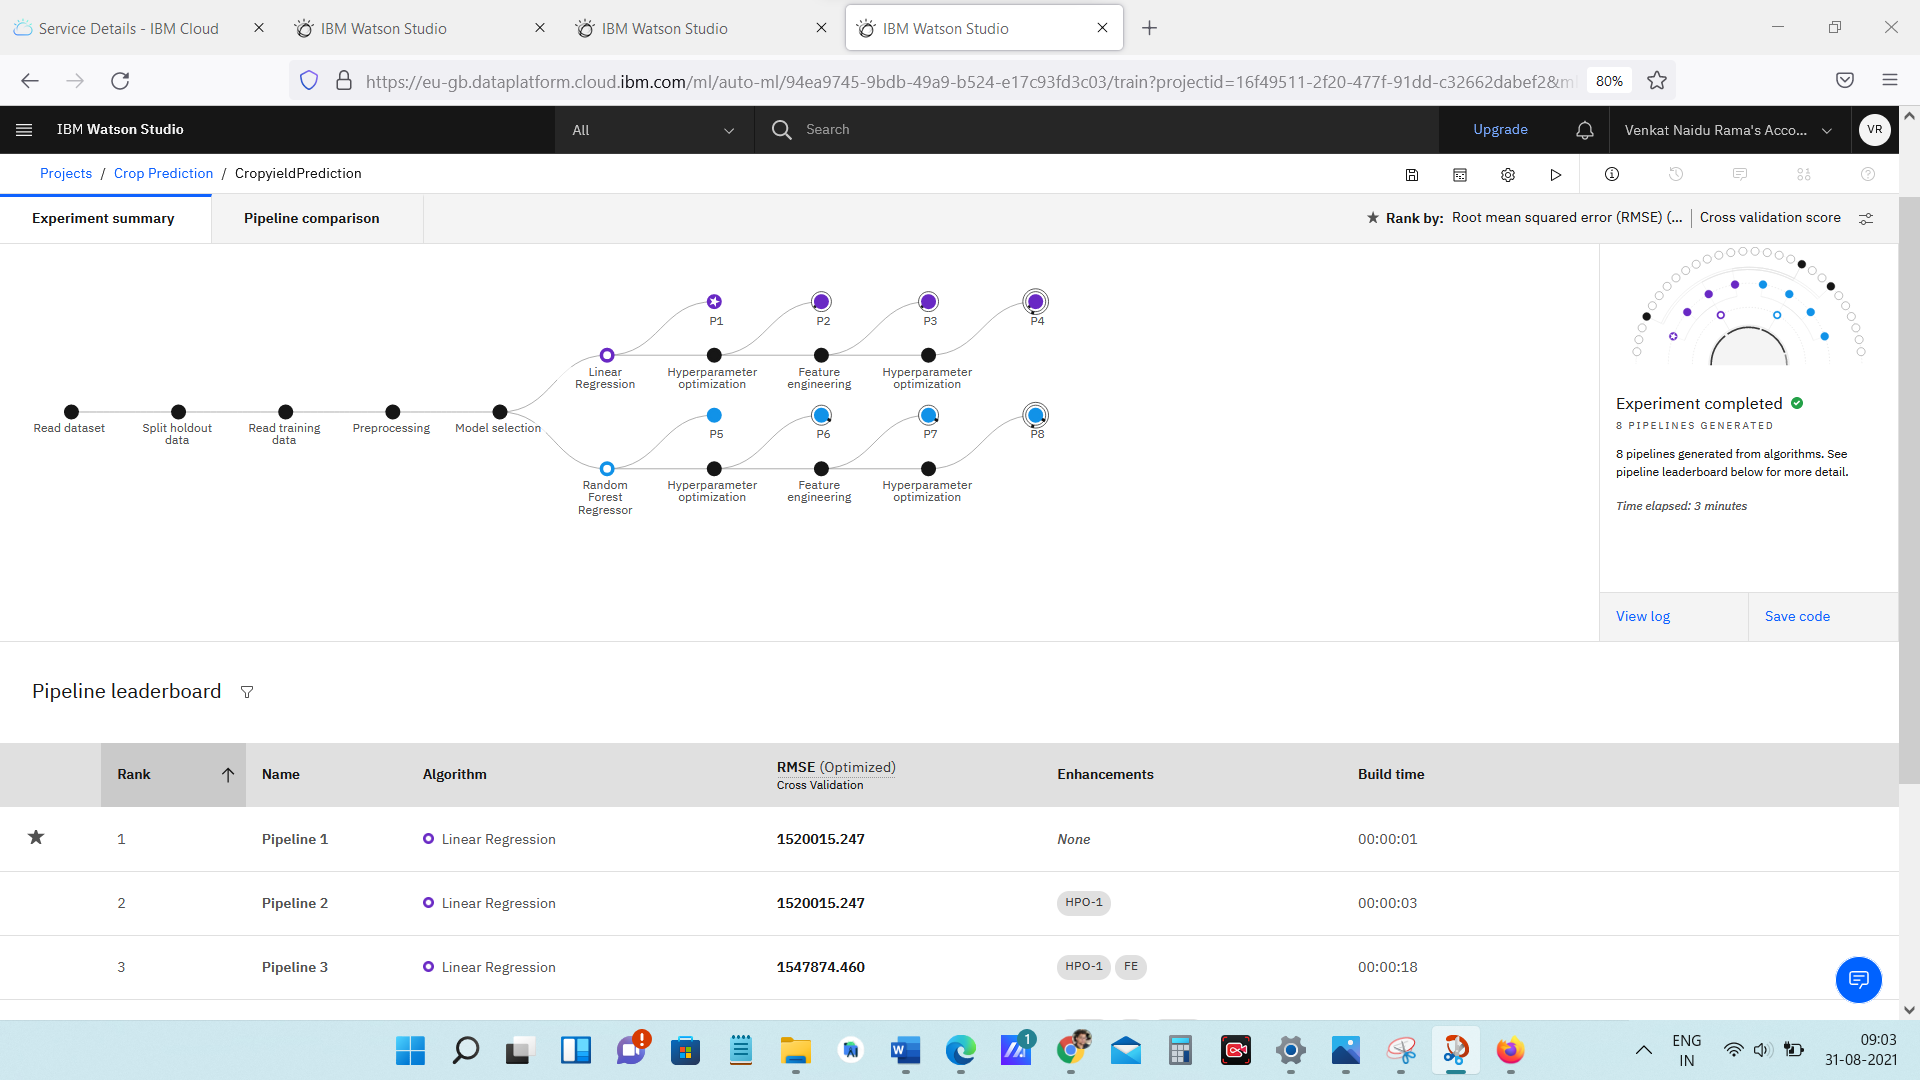 Service Details - IBM Cloud
IBM Watson Studio
IBM Watson Studio
IBM Watson Studio
https://eu-gb.dataplatform.cloud.ibm.com/ml/auto-ml/94ea9745-9bdb-49a9-b524-e17c93fd3c03/train?projectid=16f49511-2f20-477f-91dd-c32662dabef2&m
80%
IBM Watson Studio
All
Search
Upgrade
Venkat Naidu Rama's Acco...
VR
Projects / Crop Prediction / CropyieldPrediction
Experiment summary
Pipeline comparison
Rank by: Root mean squared error (RMSE) (... | Cross validation score
P1
P2
P3
P4
Linear
Regression
Hyperparameter
optimization
Feature
engineering
Hyperparameter
optimization
Read dataset
Split holdout
data
Read training
data
Preprocessing
Model selection
P5
P6
P7
P8
Random
Forest
Regressor
Hyperparameter
optimization
Feature
engineering
Hyperparameter
optimization
Experiment completed
8 PIPELINES GENERATED
8 pipelines generated from algorithms. See
pipeline leaderboard below for more detail.
Time elapsed: 3 minutes
View log
Save code
Pipeline leaderboard
Rank
Name
Algorithm
RMSE (Optimized)
Cross Validation
Enhancements
Build time
1 Pipeline 1 Linear Regression 1520015.247 None 00:00:01
2 Pipeline 2 Linear Regression 1520015.247 HPO-1 00:00:03
3 Pipeline 3 Linear Regression 1547874.460 HPO-1 FE 00:00:18
1
ENG
IN
09:03
31-08-2021